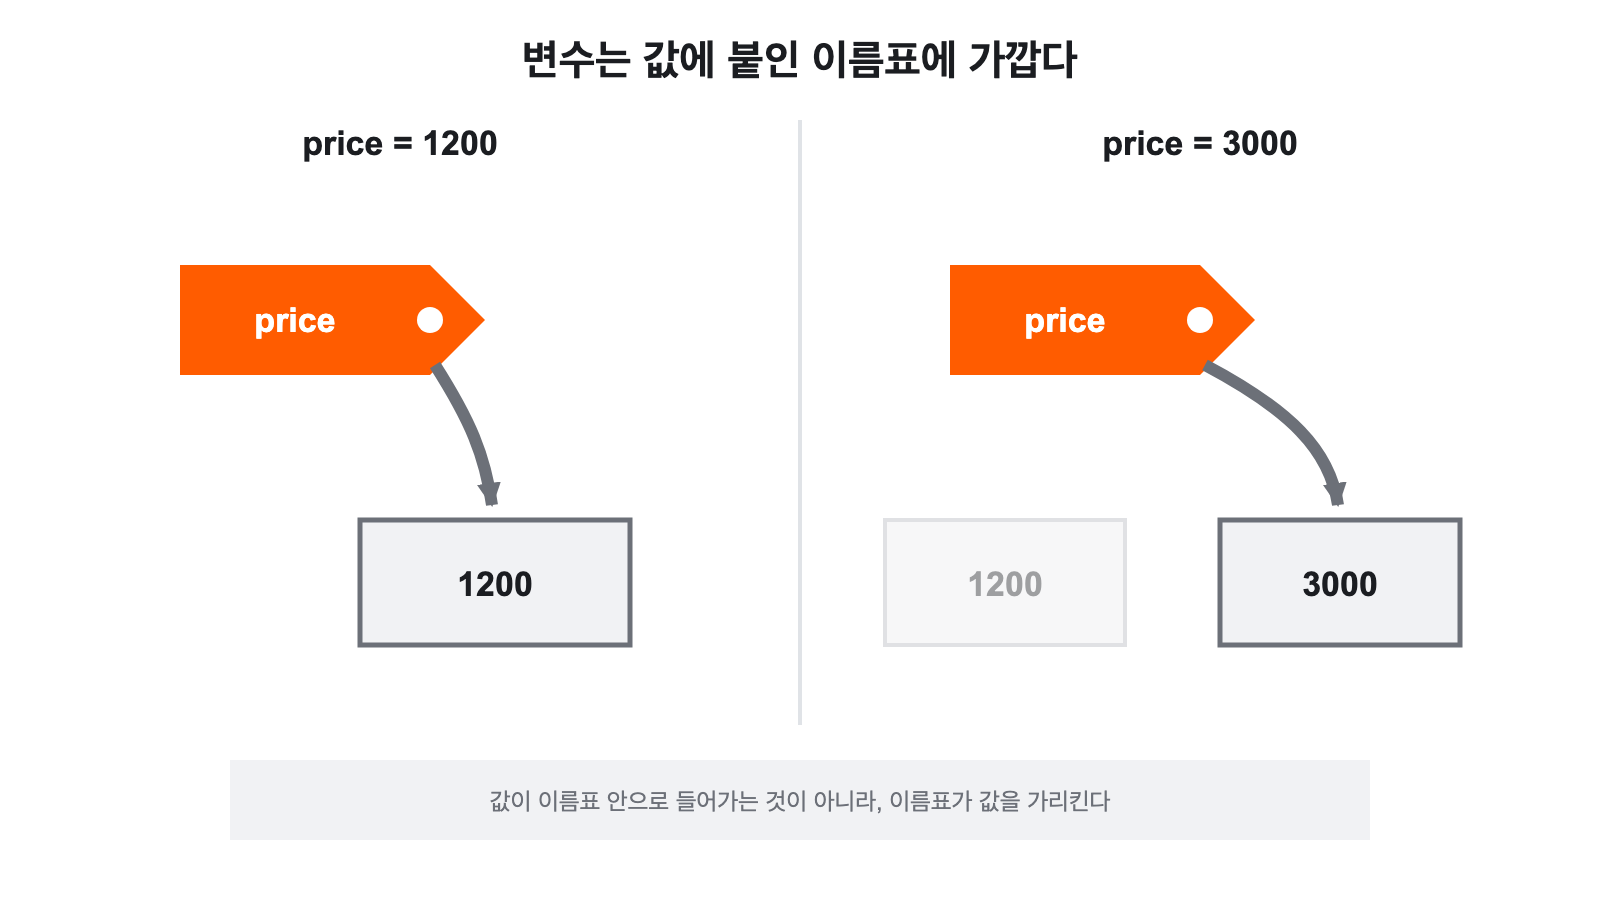 변수는 값에 붙인 이름표에 가깝다
price = 1200
price
1200
price = 3000
price
1200
3000
값이 이름표 안으로 들어가는 것이 아니라, 이름표가 값을 가리킨다